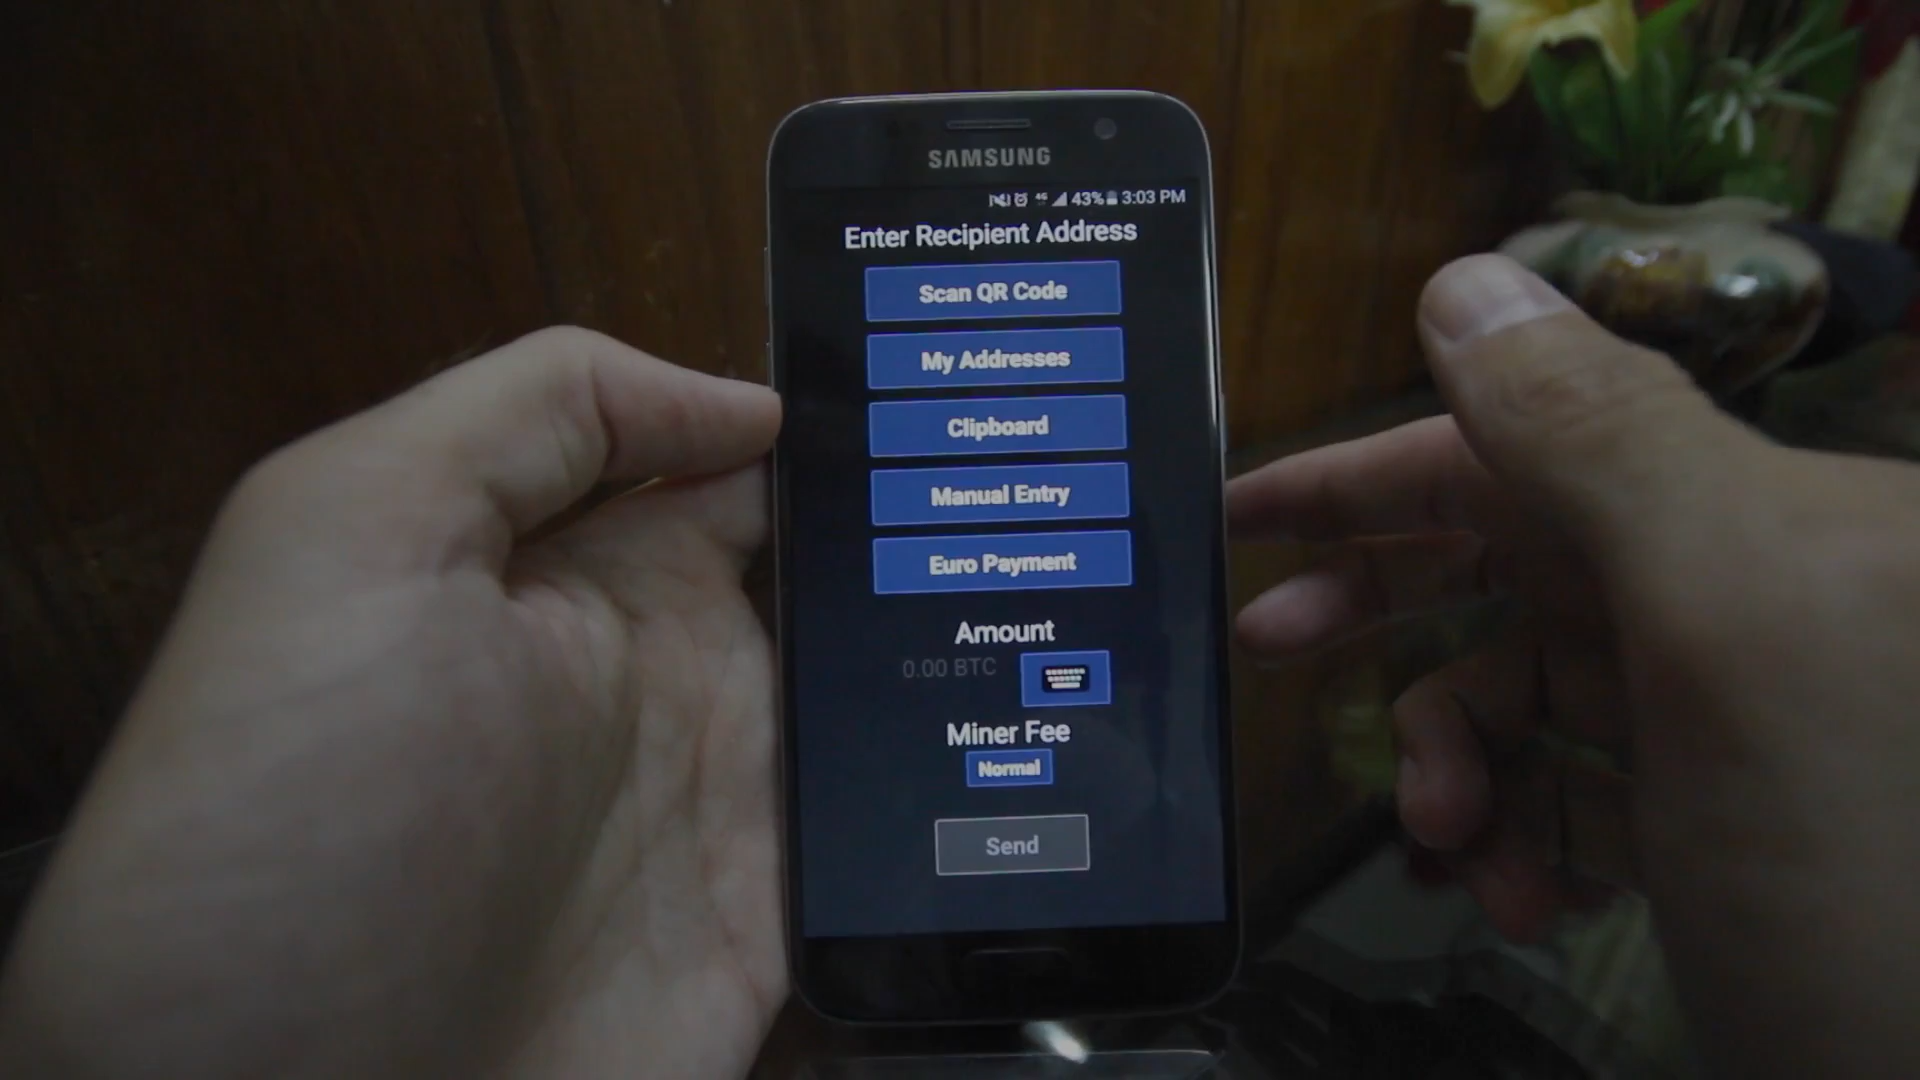 SAMSUNG
4G 43% 3:03 PM
Enter Recipient Address
Scan QR Code
My Addresses
Clipboard
Manual Entry
Euro Payment
Amount
0.00 BTC
Miner Fee
Normal
Send